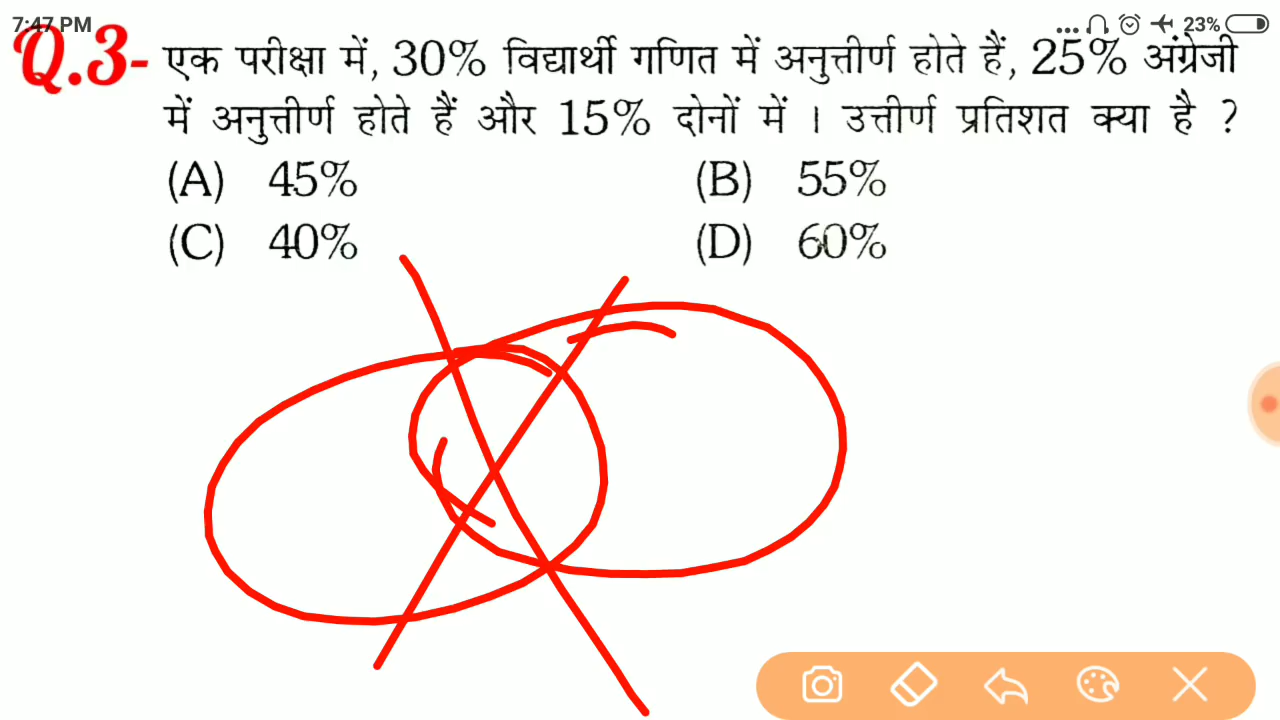 7:47 PM
... 23%
Q.3- एक परीक्षा में, 30% विद्यार्थी गणित में अनुत्तीर्ण होते हैं, 25% अंग्रेजी
में अनुत्तीर्ण होते हैं और 15% दोनों में । उत्तीर्ण प्रतिशत क्या है ?
(A) 45% (B) 55%
(C) 40% (D) 60%